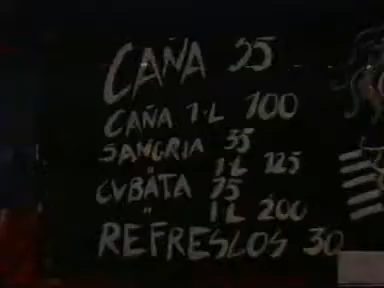 CAÑA 35
CAÑA 1·L 100
SANGRIA 35
" 1L 125
CVBATA 75
" 1L 200
REFRESCOS 30